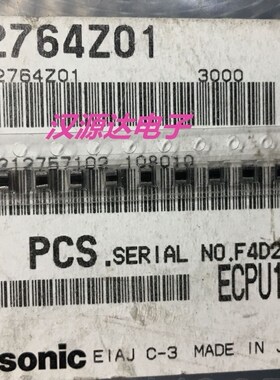 2764Z01
2764Z01 3000
汉源达电子
PCS.SERIAL NO.F4D2
ECPU1
sonic EIAJ C-3 MADE IN J